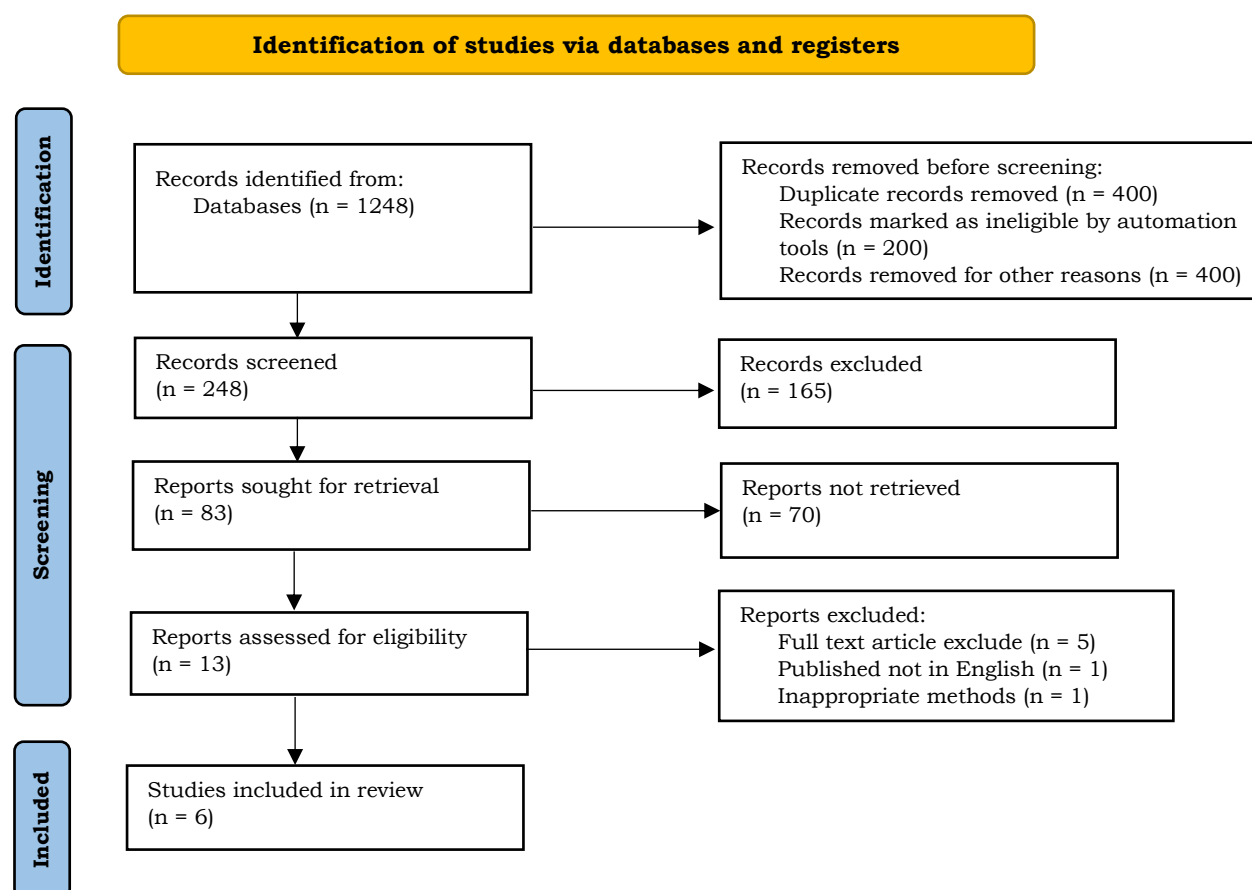 Identification of studies via databases and registers
Identification
Records identified from:
Databases (n = 1248)
Records removed before screening:
Duplicate records removed (n = 400)
Records marked as ineligible by automation
tools (n = 200)
Records removed for other reasons (n = 400)
Screening
Records screened
(n = 248)
Records excluded
(n = 165)
Reports sought for retrieval
(n = 83)
Reports not retrieved
(n = 70)
Reports assessed for eligibility
(n = 13)
Reports excluded:
Full text article exclude (n = 5)
Published not in English (n = 1)
Inappropriate methods (n = 1)
Included
Studies included in review
(n = 6)